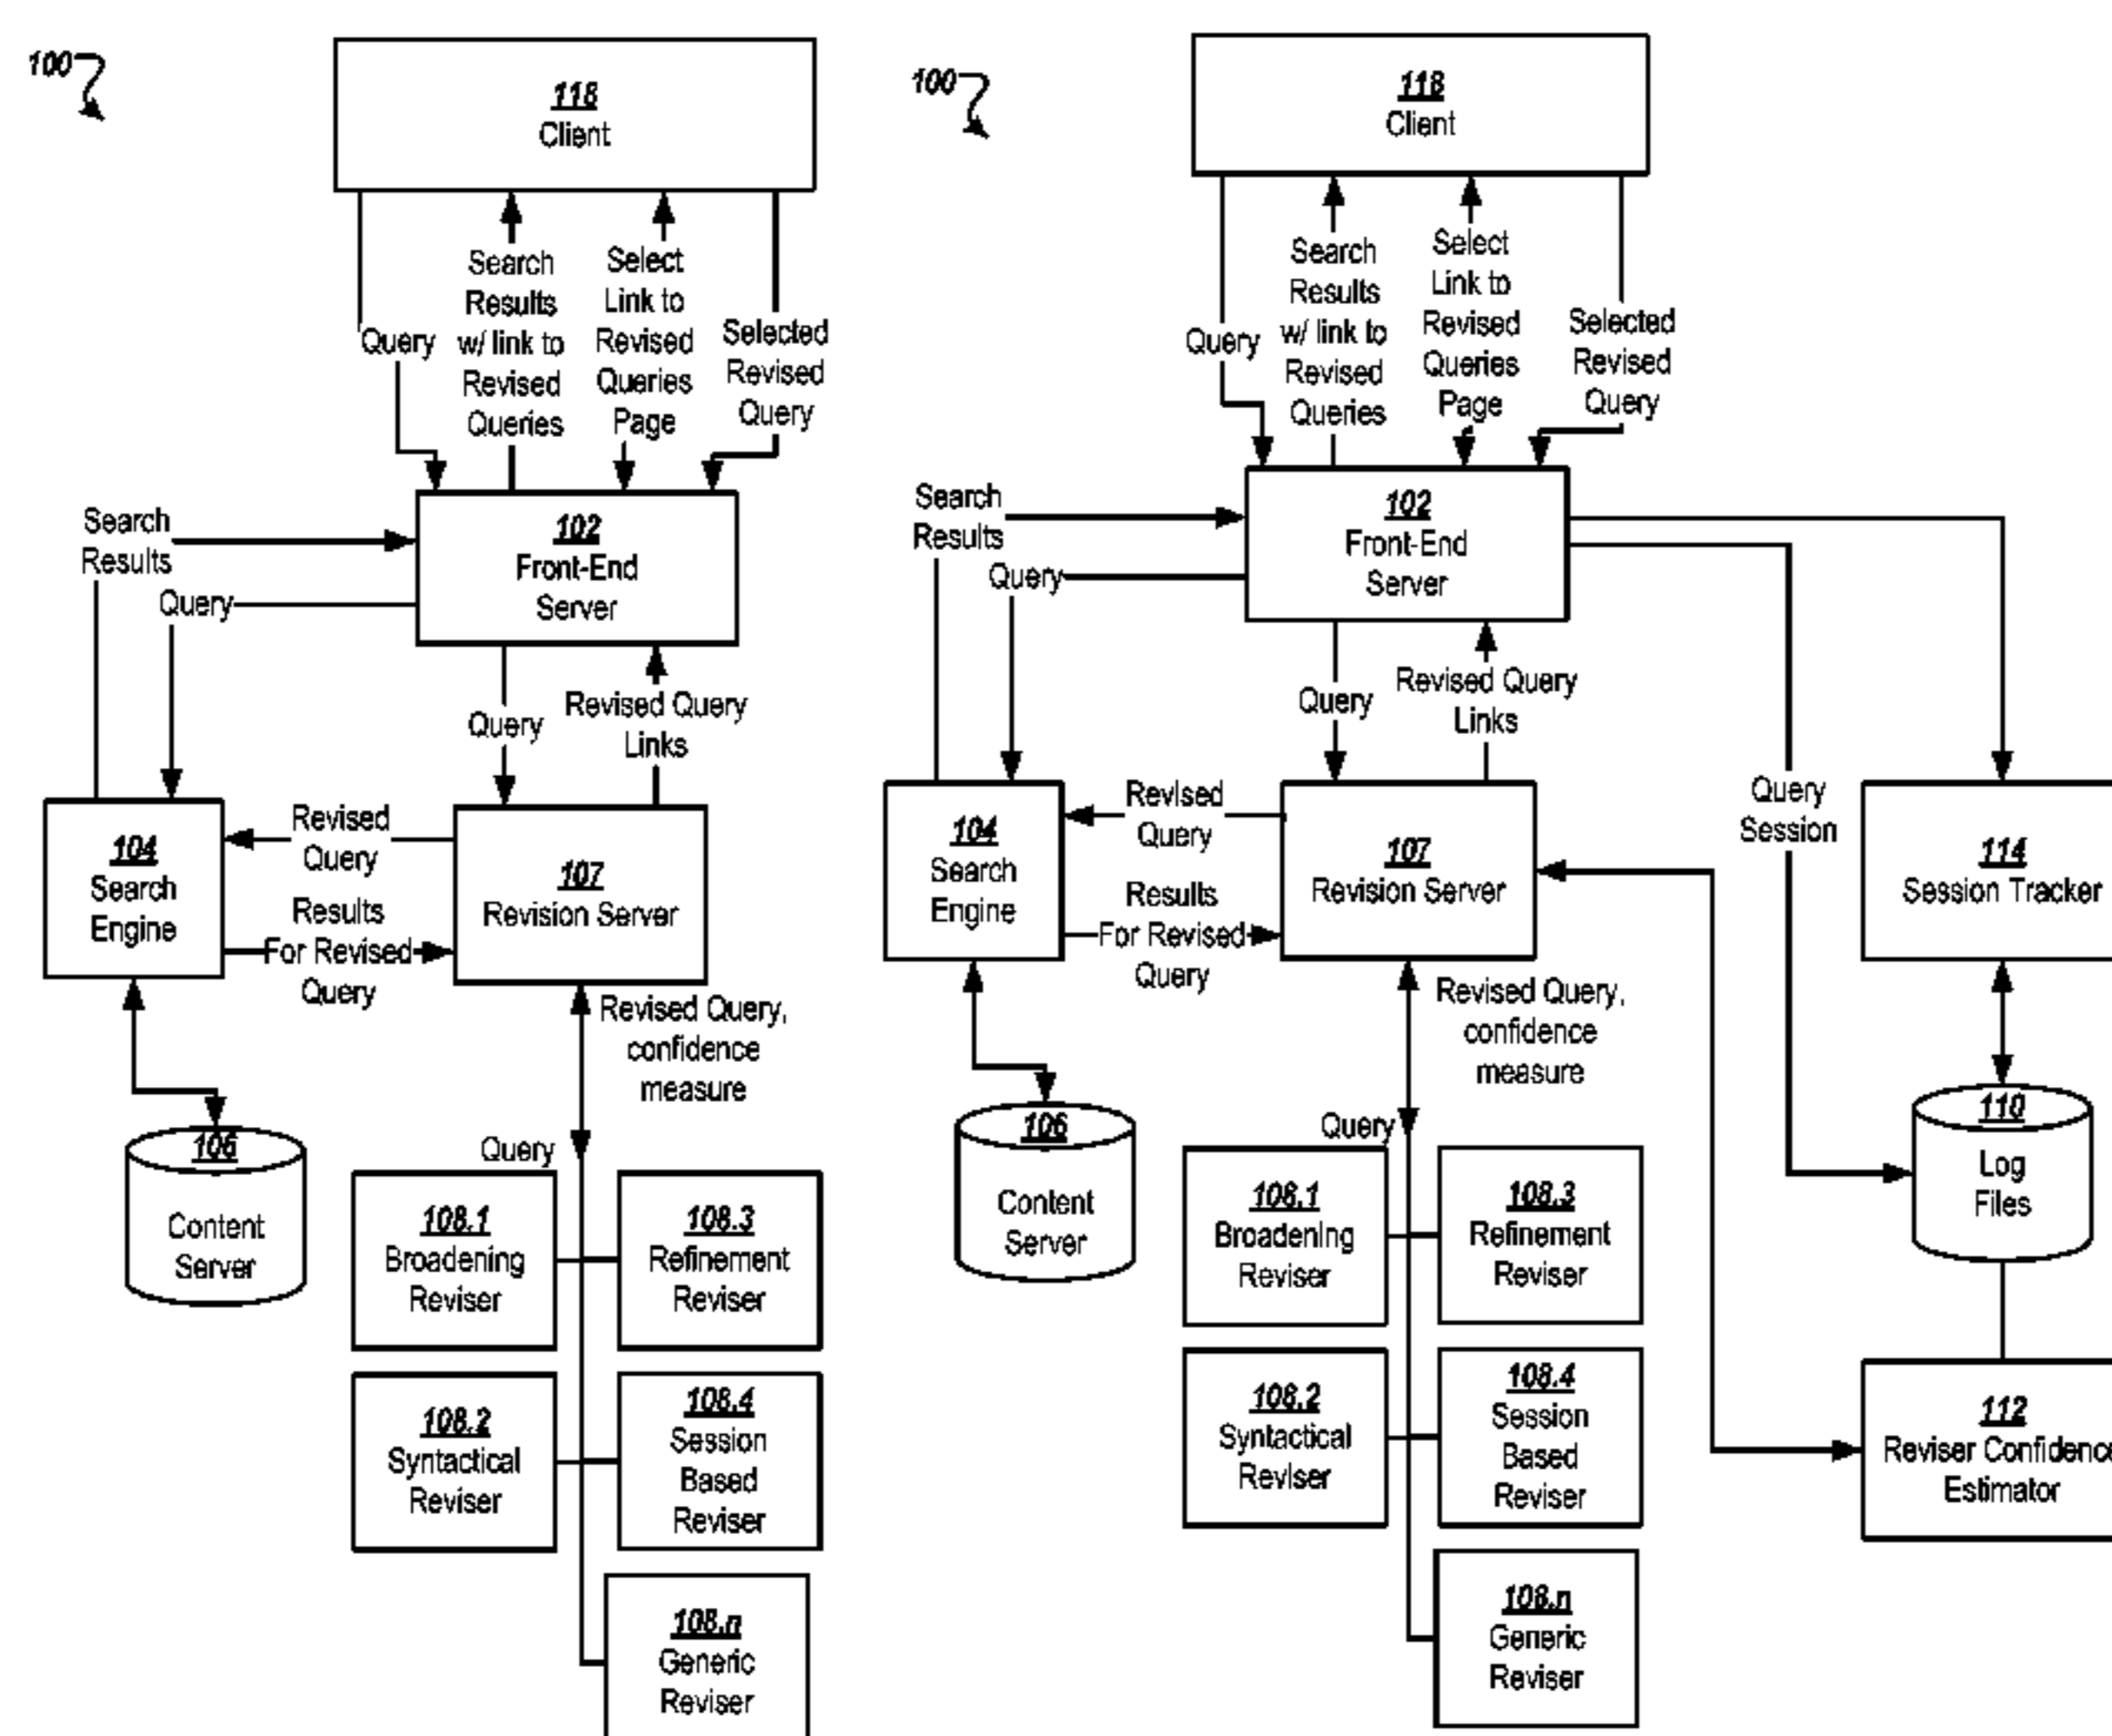 100
118
Client
Query
Search
Results
w/ link to
Revised
Queries
Select
Link to
Revised
Queries
Page
Selected
Revised
Query
102
Front-End
Server
Search
Results
Query
Query
Revised Query
Links
104
Search
Engine
Revised
Query
Results
For Revised
Query
107
Revision Server
Revised Query,
confidence
measure
Query
106
Content
Server
108.1
Broadening
Reviser
108.3
Refinement
Reviser
108.2
Syntactical
Reviser
108.4
Session
Based
Reviser
108.n
Generic
Reviser
100
118
Client
Query
Search
Results
w/ link to
Revised
Queries
Select
Link to
Revised
Queries
Page
Selected
Revised
Query
102
Front-End
Server
Search
Results
Query
Query
Revised Query
Links
104
Search
Engine
Revised
Query
Results
For Revised
Query
107
Revision Server
Query
Session
114
Session Tracker
Revised Query,
confidence
measure
Query
106
Content
Server
110
Log
Files
108.1
Broadening
Reviser
108.3
Refinement
Reviser
108.2
Syntactical
Reviser
108.4
Session
Based
Reviser
112
Reviser Confidence
Estimator
108.n
Generic
Reviser